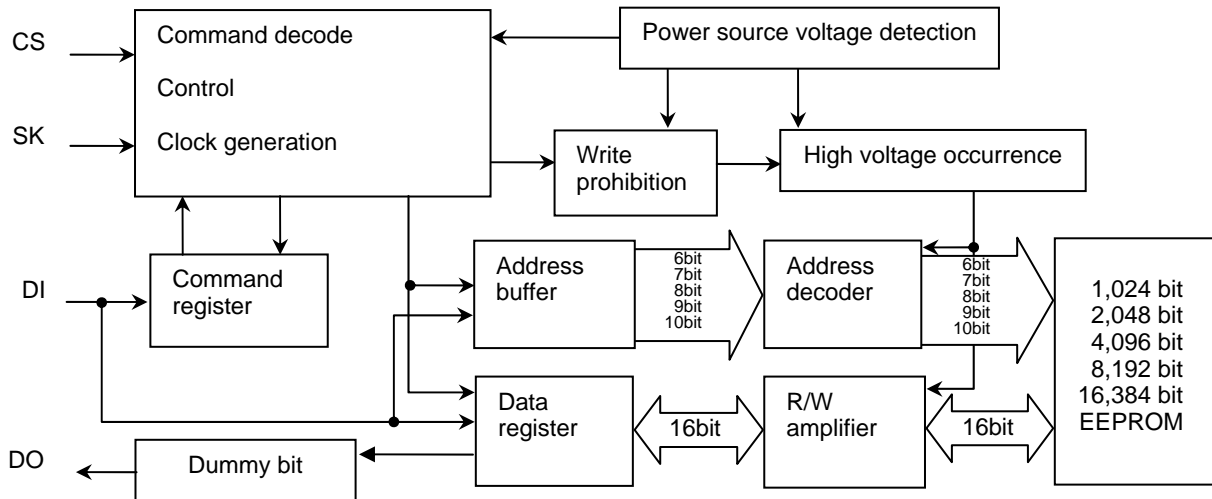 CS
SK
DI
DO
Command decode
Control
Clock generation
Power source voltage detection
Write
prohibition
High voltage occurrence
Command
register
Address
buffer
6bit
7bit
8bit
9bit
10bit
Address
decoder
6bit
7bit
8bit
9bit
10bit
1,024 bit
2,048 bit
4,096 bit
8,192 bit
16,384 bit
EEPROM
Data
register
16bit
R/W
amplifier
16bit
Dummy bit